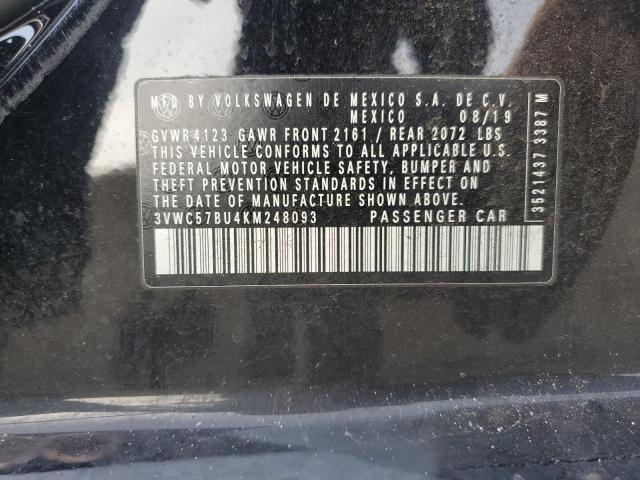 MFD BY VOLKSWAGEN DE MEXICO S.A. DE C.V.
MEXICO 08/19
GVWR 4123 GAWR FRONT 2161 / REAR 2072 LBS
THIS VEHICLE CONFORMS TO ALL APPLICABLE U.S.
FEDERAL MOTOR VEHICLE SAFETY, BUMPER AND
THEFT PREVENTION STANDARDS IN EFFECT ON
THE DATE OF MANUFACTURE SHOWN ABOVE.
3VWC57BU4KM248093 PASSENGER CAR
3521437 3387 M